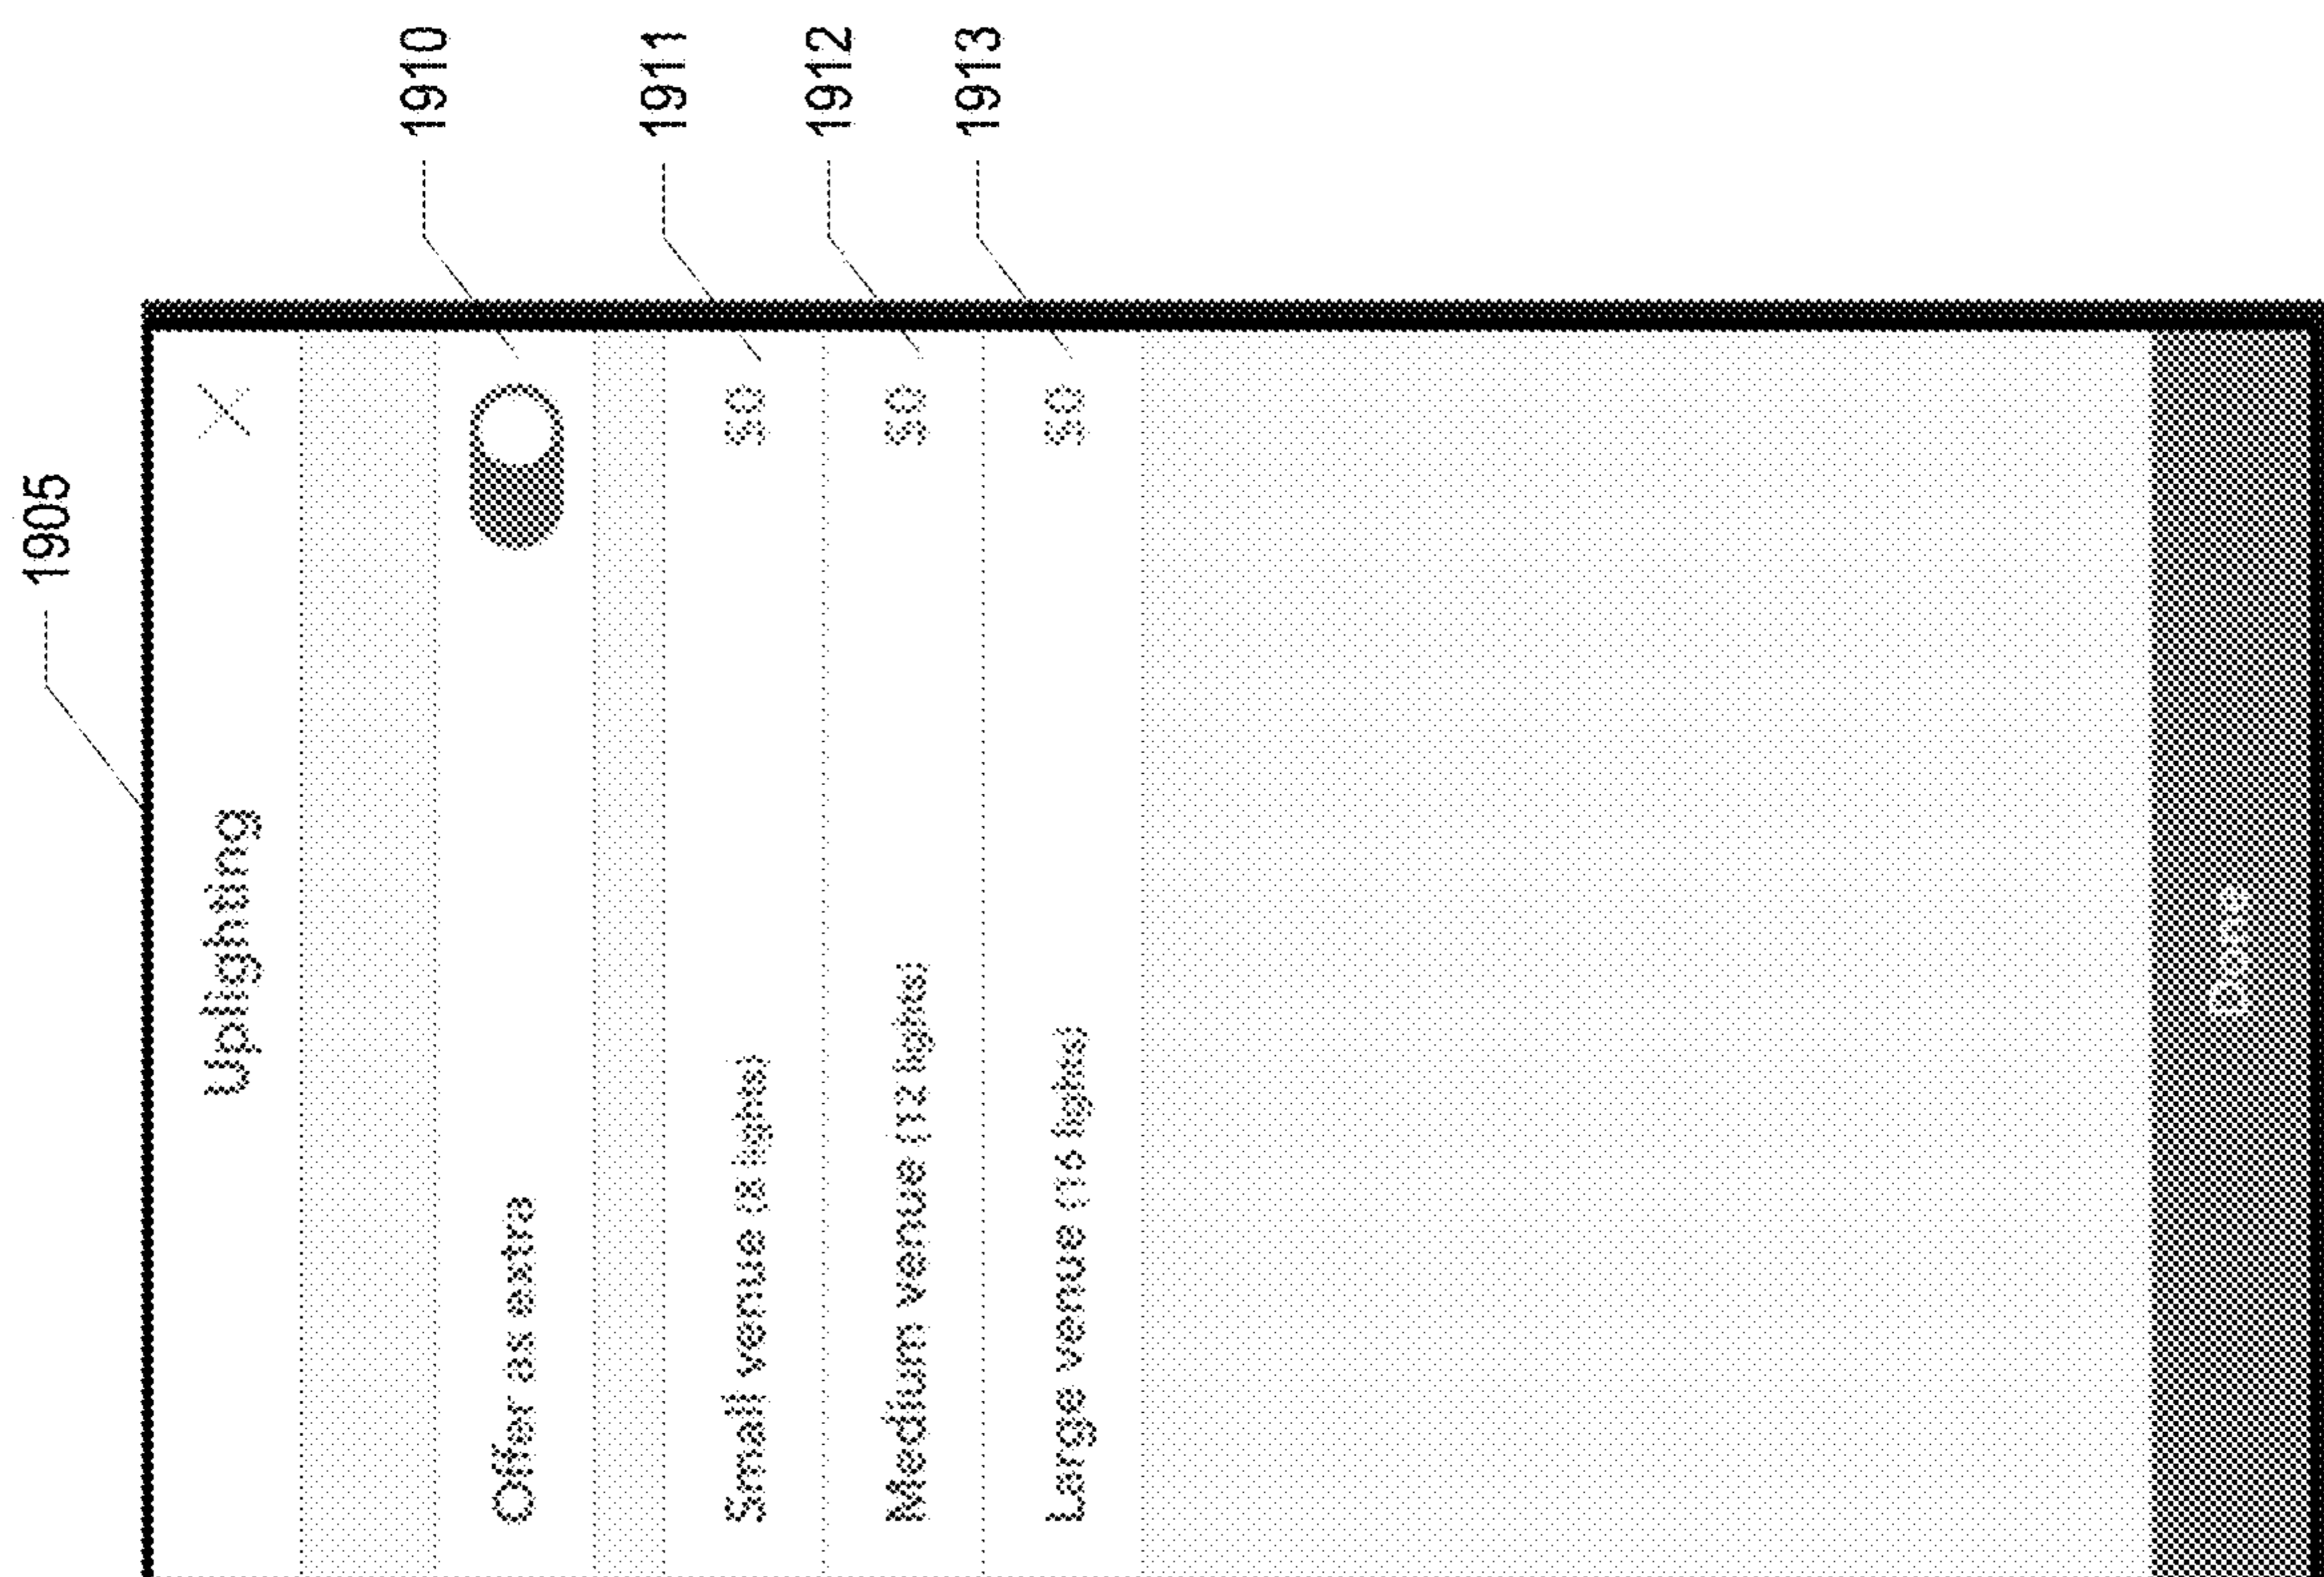 1905
Uplighting
Offer as extra
1910
Small venue (8 lights) $0
1911
Medium venue (12 lights) $0
1912
Large venue (16 lights) $0
1913
Done